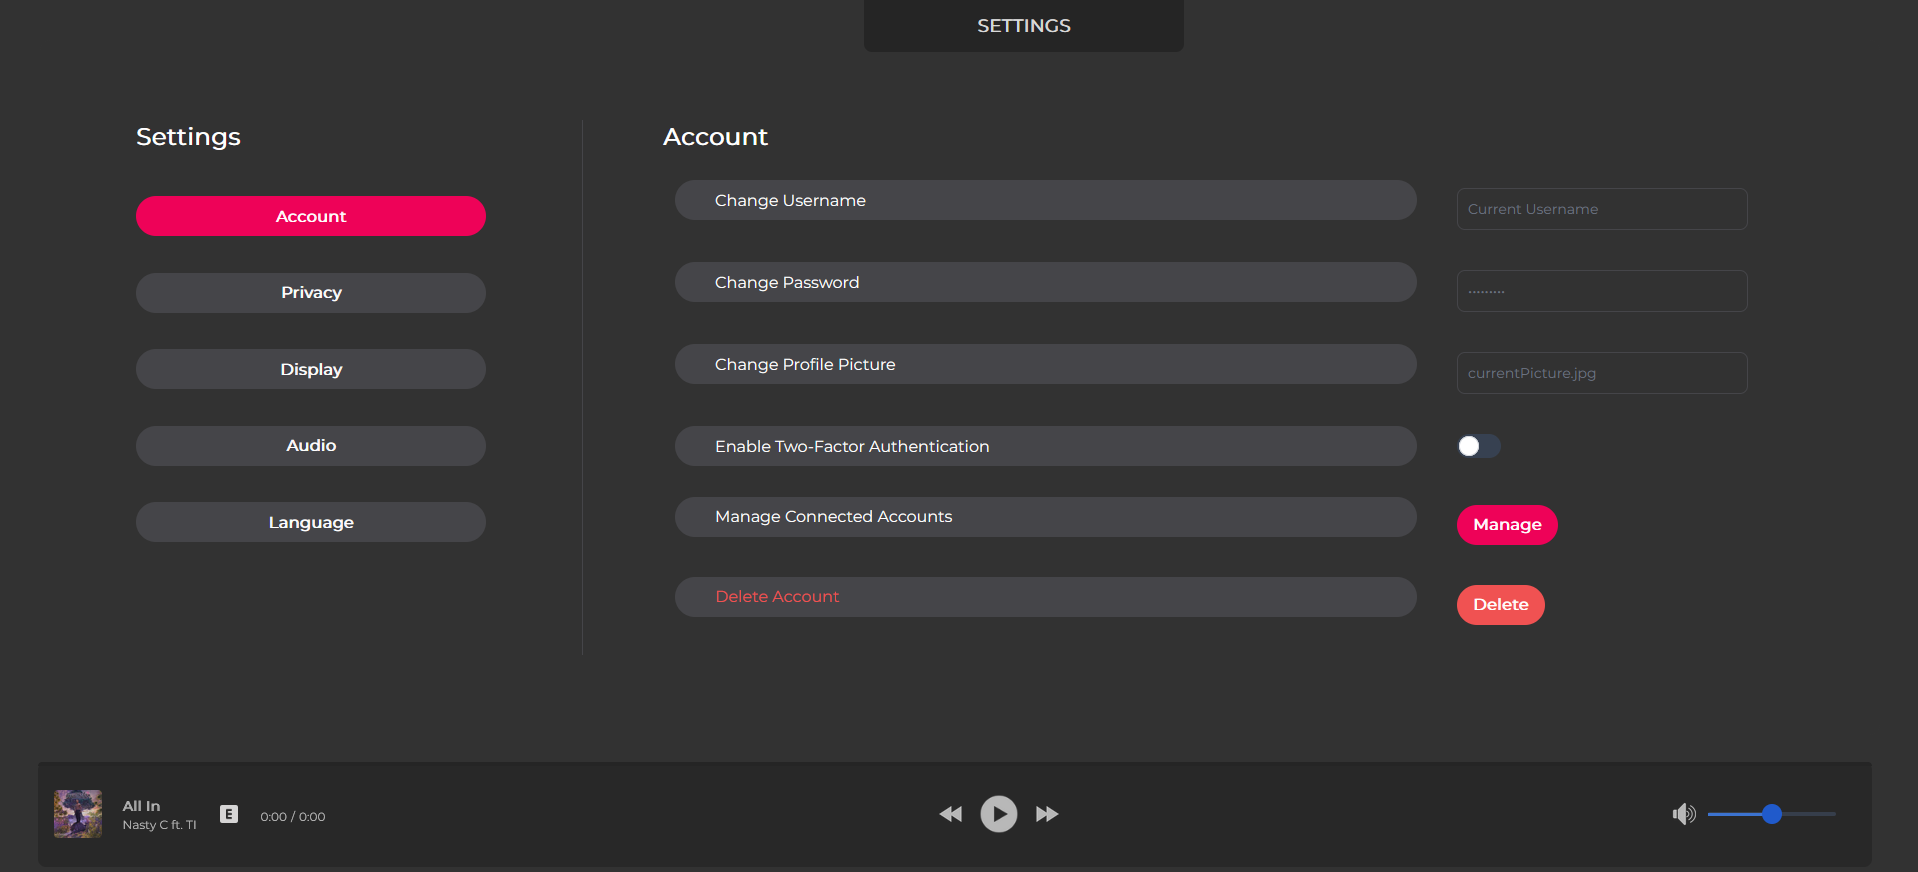 SETTINGS
Settings
Account
Privacy
Display
Audio
Language
Account
Change Username
Current Username
Change Password
·········
Change Profile Picture
currentPicture.jpg
Enable Two-Factor Authentication
Manage Connected Accounts
Manage
Delete Account
Delete
All In
Nasty C ft. TI
E
0:00 / 0:00